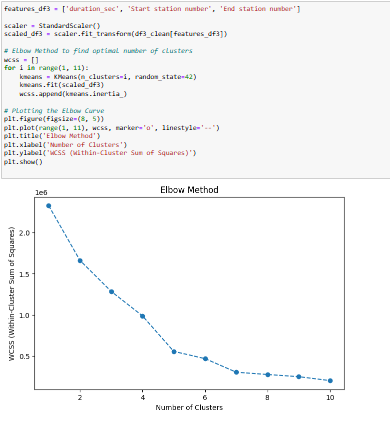 features_df3 = ['duration_sec', 'Start station number', 'End station number']
scaler = StandardScaler()
scaled_df3 = scaler.fit_transform(df3_clean[features_df3])
# Elbow Method to find optimal number of clusters
wcss = []
for i in range(1, 11):
kmeans = KMeans(n_clusters=i, random_state=42)
kmeans.fit(scaled_df3)
wcss.append(kmeans.inertia_)
# Plotting the Elbow Curve
plt.figure(figsize=(8, 5))
plt.plot(range(1, 11), wcss, marker='o', linestyle='--')
plt.title('Elbow Method')
plt.xlabel('Number of Clusters')
plt.ylabel('WCSS (Within-Cluster Sum of Squares)')
plt.show()
Elbow Method
1e6
2.0
1.5
1.0
0.5
WCSS (Within-Cluster Sum of Squares)
2 4 6 8 10
Number of Clusters